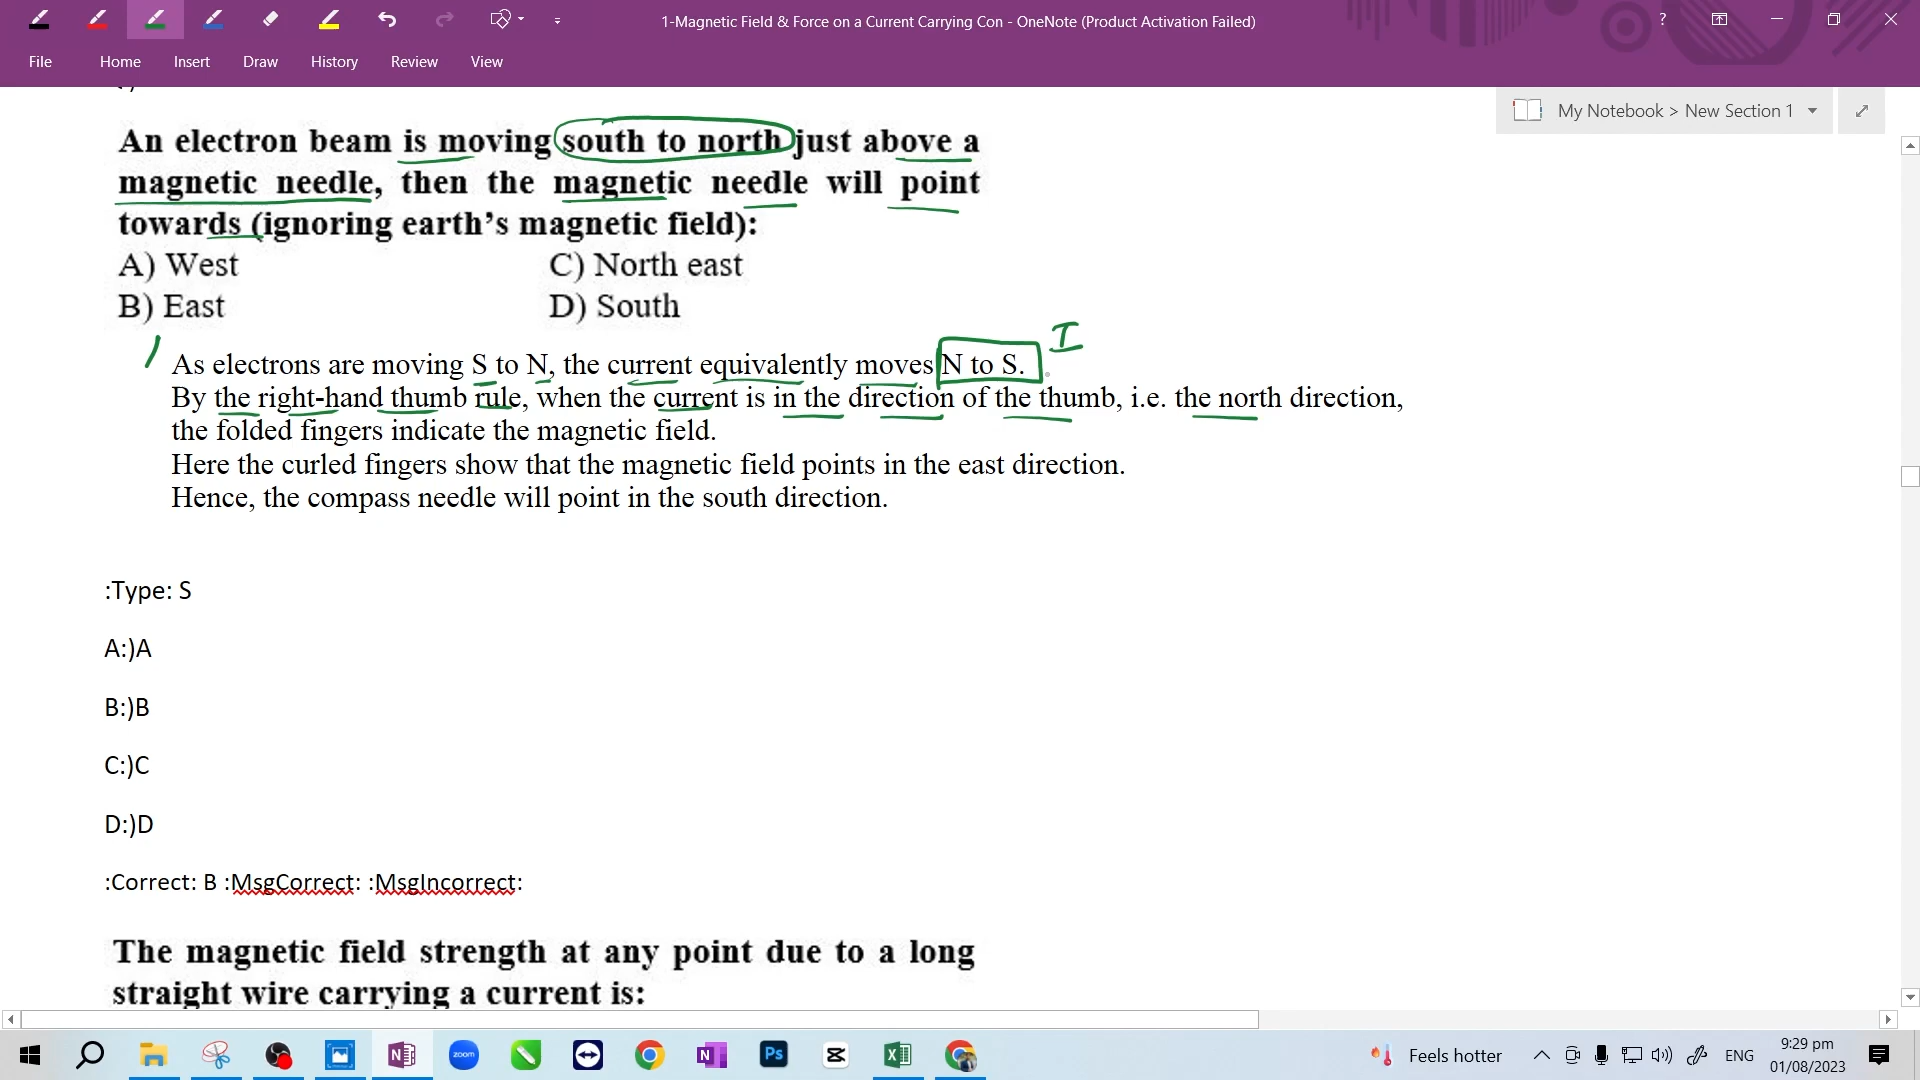 1-Magnetic Field & Force on a Current Carrying Con - OneNote (Product Activation Failed)
?
File Home Insert Draw History Review View
My Notebook > New Section 1
An electron beam is moving south to north just above a
magnetic needle, then the magnetic needle will point
towards (ignoring earth's magnetic field):
A) West C) North east
B) East D) South
I
As electrons are moving S to N, the current equivalently moves N to S.
By the right-hand thumb rule, when the current is in the direction of the thumb, i.e. the north direction,
the folded fingers indicate the magnetic field.
Here the curled fingers show that the magnetic field points in the east direction.
Hence, the compass needle will point in the south direction.
:Type: S
A:)A
B:)B
C:)C
D:)D
:Correct: B :MsgCorrect: :MsgIncorrect:
The magnetic field strength at any point due to a long
straight wire carrying a current is:
zoom N Ps X Feels hotter ENG 9:29 pm
01/08/2023